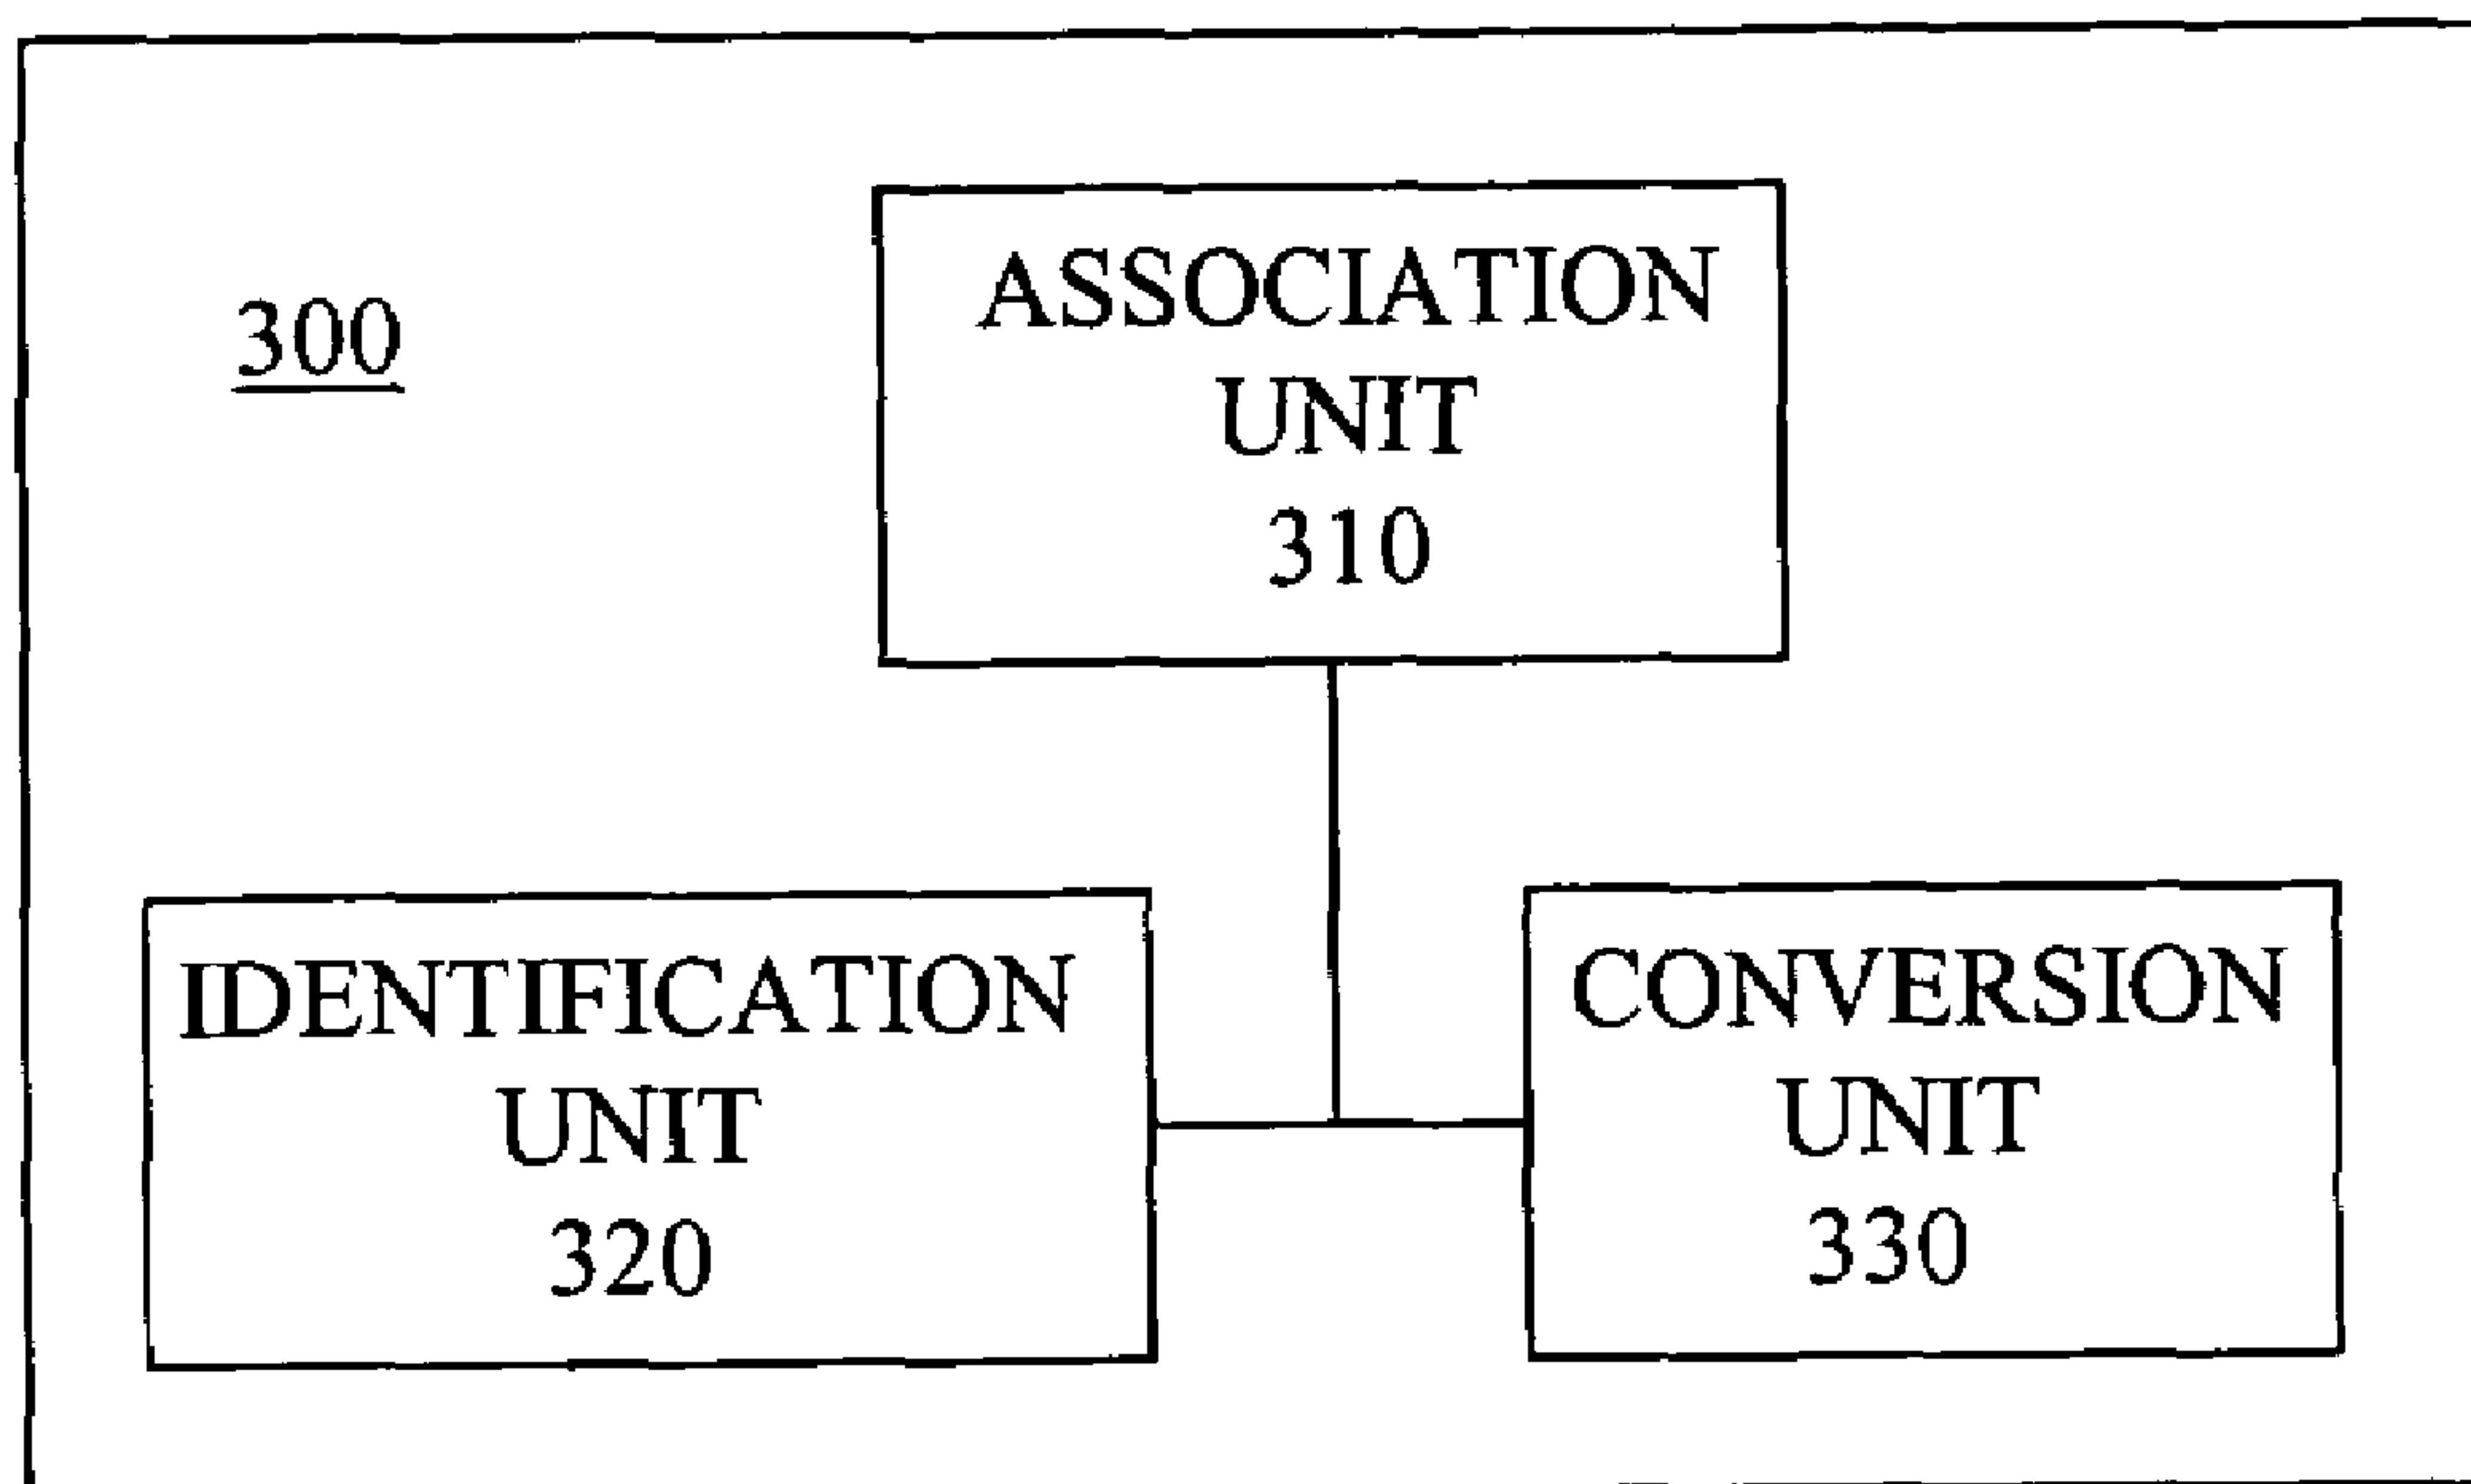 300
ASSOCIATION
UNIT
310
IDENTIFICATION
UNIT
320
CONVERSION
UNIT
330